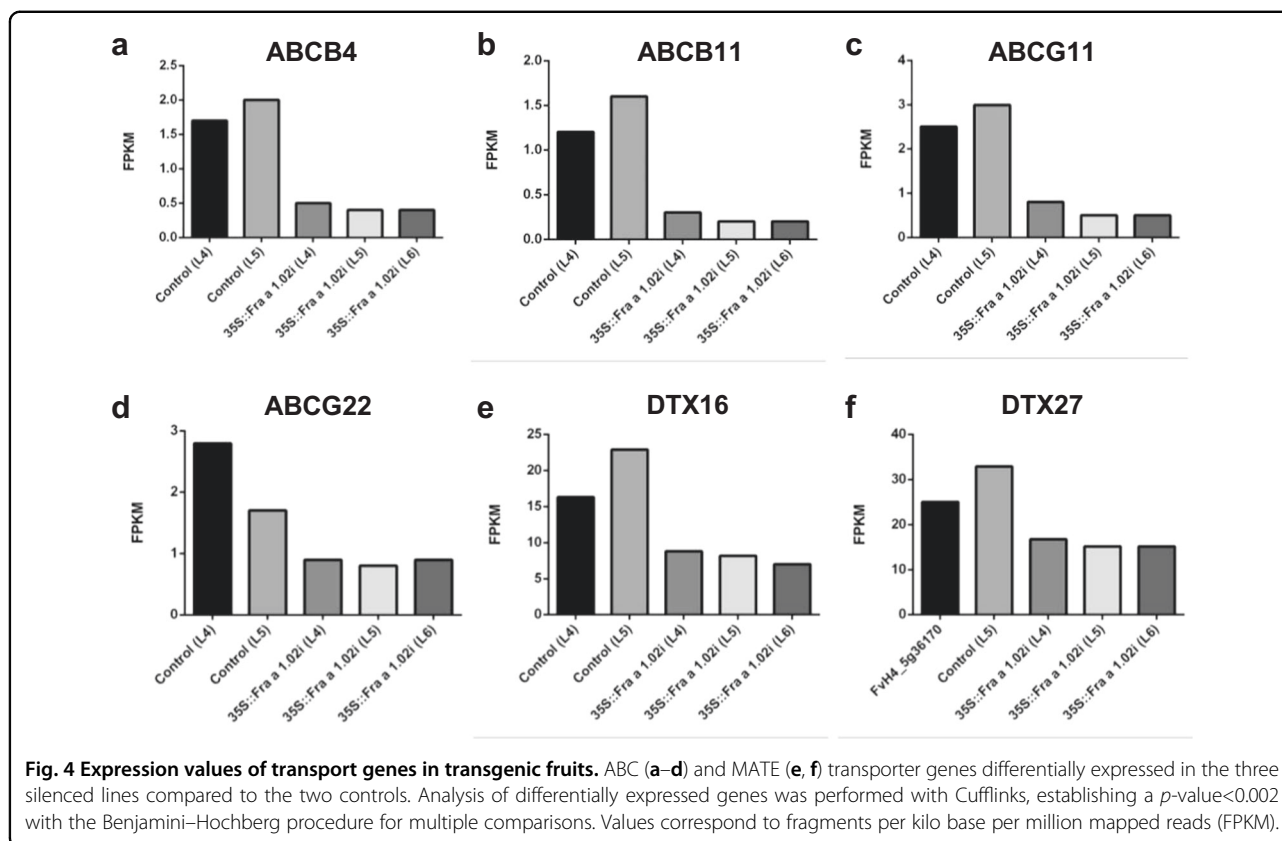 a
ABCB4
FPKM
2.5
2.0
1.5
1.0
0.5
0.0
Control (L4)
Control (L5)
35S::Fra a 1.02i (L4)
35S::Fra a 1.02i (L5)
35S::Fra a 1.02i (L6)
b
ABCB11
FPKM
2.0
1.5
1.0
0.5
0.0
Control (L4)
Control (L5)
35S::Fra a 1.02i (L4)
35S::Fra a 1.02i (L5)
35S::Fra a 1.02i (L6)
c
ABCG11
FPKM
4
3
2
1
0
Control (L4)
Control (L5)
35S::Fra a 1.02i (L4)
35S::Fra a 1.02i (L5)
35S::Fra a 1.02i (L6)
d
ABCG22
FPKM
3
2
1
0
Control (L4)
Control (L5)
35S::Fra a 1.02i (L4)
35S::Fra a 1.02i (L5)
35S::Fra a 1.02i (L6)
e
DTX16
FPKM
25
20
15
10
5
0
Control (L4)
Control (L5)
35S::Fra a 1.02i (L4)
35S::Fra a 1.02i (L5)
35S::Fra a 1.02i (L6)
f
DTX27
FPKM
40
30
20
10
0
FvH4_5g36170
Control (L5)
35S::Fra a 1.02i (L4)
35S::Fra a 1.02i (L5)
35S::Fra a 1.02i (L6)
Fig. 4 Expression values of transport genes in transgenic fruits. ABC (a–d) and MATE (e, f) transporter genes differentially expressed in the three
silenced lines compared to the two controls. Analysis of differentially expressed genes was performed with Cufflinks, establishing a p-value<0.002
with the Benjamini–Hochberg procedure for multiple comparisons. Values correspond to fragments per kilo base per million mapped reads (FPKM).